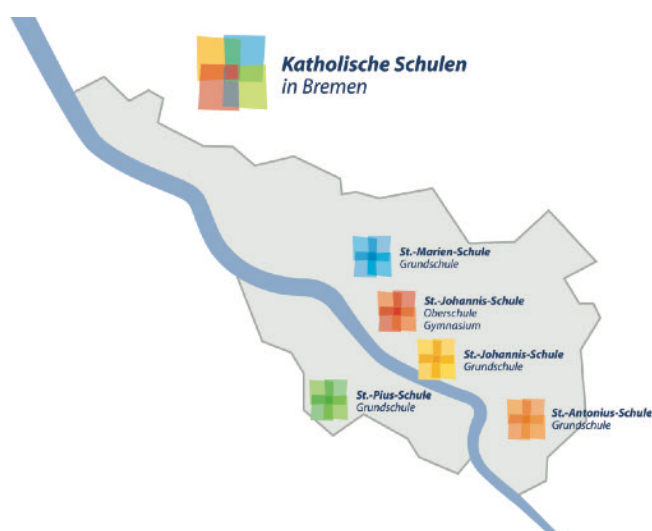 Katholische Schulen
in Bremen
St.-Marien-Schule
Grundschule
St.-Johannis-Schule
Oberschule
Gymnasium
St.-Johannis-Schule
Grundschule
St.-Pius-Schule
Grundschule
St.-Antonius-Schule
Grundschule